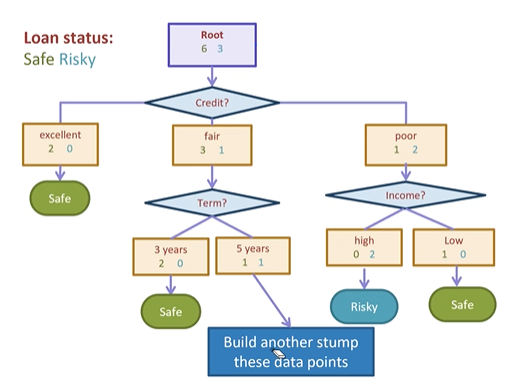 Loan status:
Safe Risky
Root
6 3
Credit?
excellent
2 0
fair
3 1
poor
1 2
Safe
Term?
Income?
3 years
2 0
5 years
1 1
high
0 2
Low
1 0
Safe
Risky
Safe
Build another stump
these data points